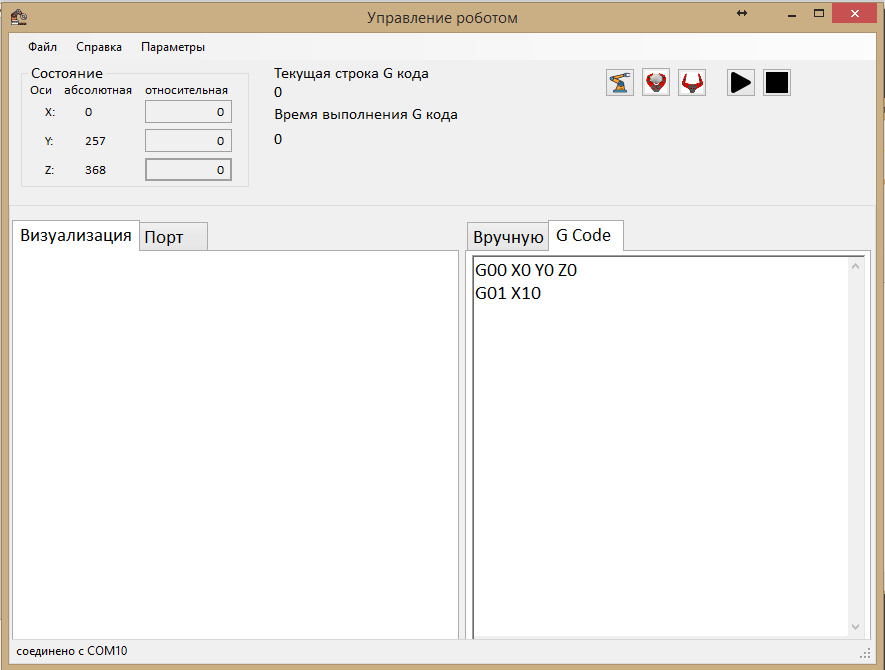 Управление роботом
Файл Справка Параметры
Состояние
Оси абсолютная относительная
X: 0 0
Y: 257 0
Z: 368 0
Текущая строка G кода
0
Время выполнения G кода
0
Визуализация Порт
Вручную G Code
G00 X0 Y0 Z0
G01 X10
соединено с COM10